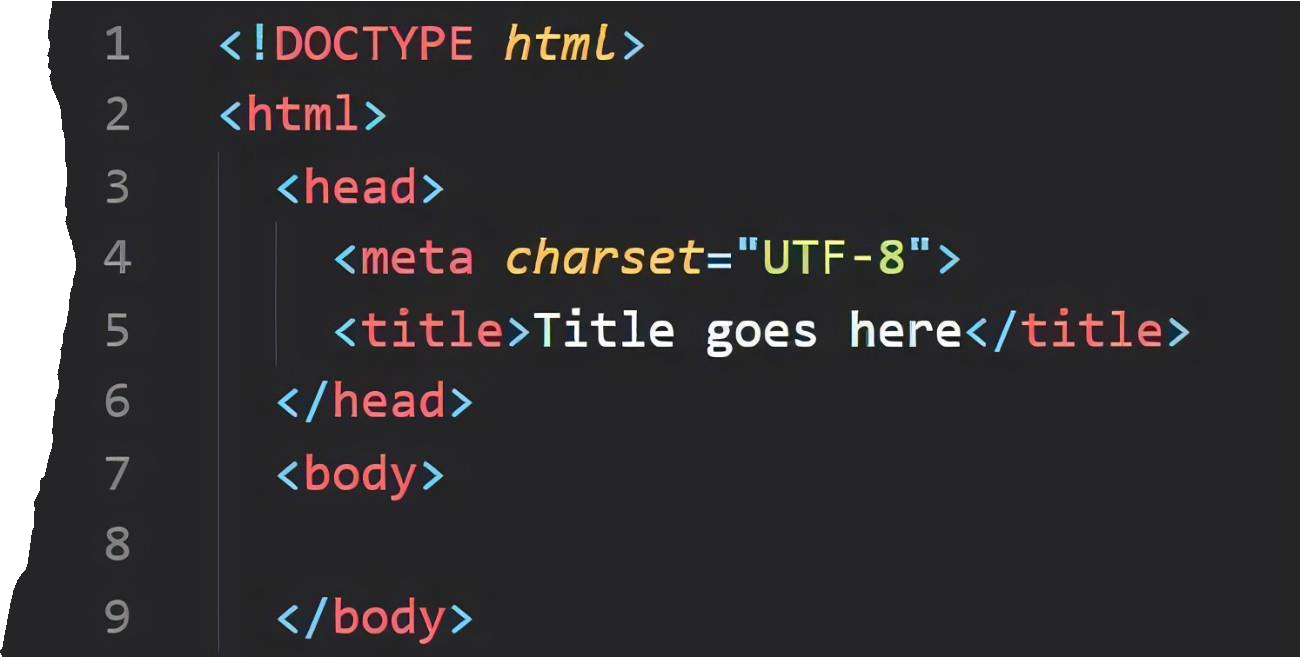 1 <!DOCTYPE html>
2 <html>
3   <head>
4     <meta charset="UTF-8">
5     <title>Title goes here</title>
6   </head>
7   <body>
8
9   </body>